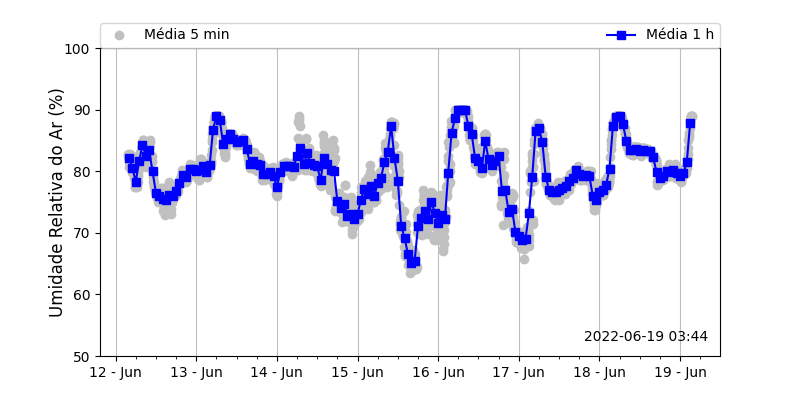 Média 5 min
Média 1 h
Umidade Relativa do Ar (%)
100
90
80
70
60
50
2022-06-19 03:44
12 - Jun
13 - Jun
14 - Jun
15 - Jun
16 - Jun
17 - Jun
18 - Jun
19 - Jun